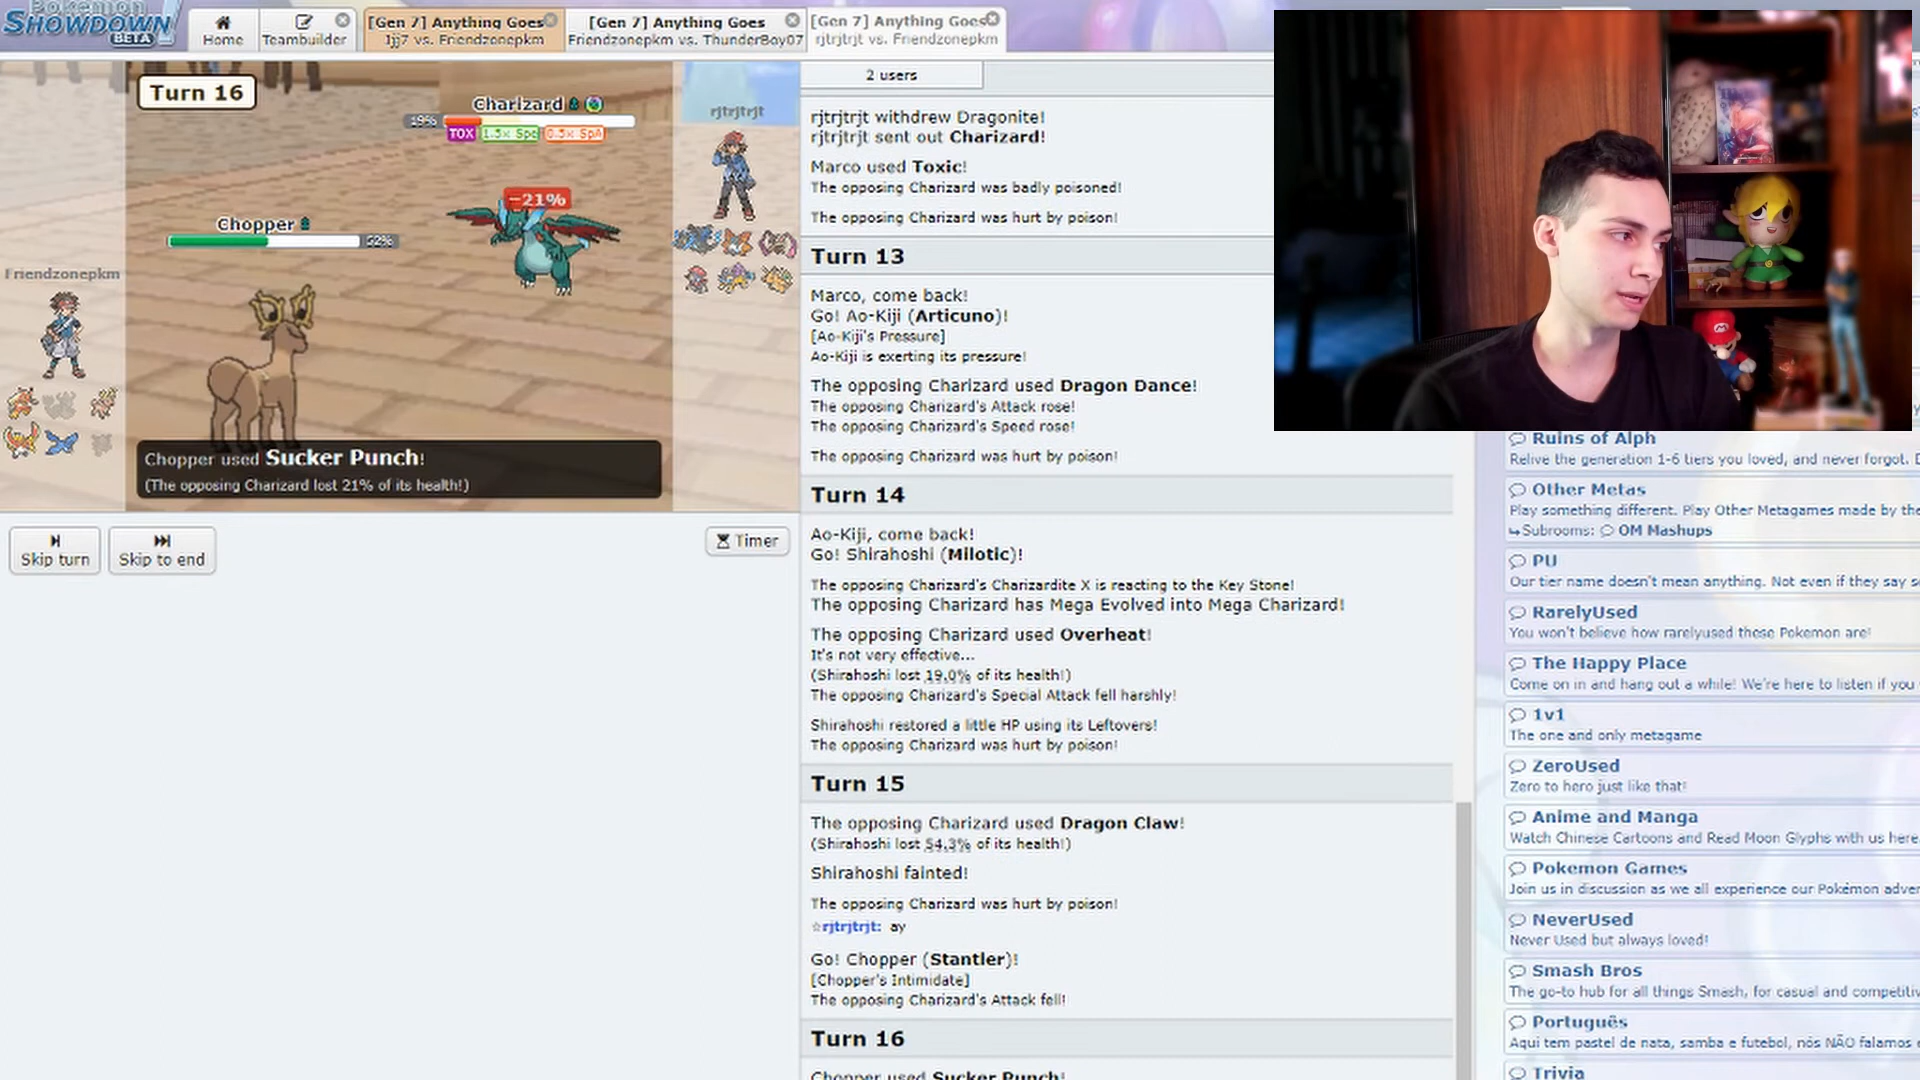 Pokémon
SHOWDOWN
BETA
Home
Teambuilder
[Gen 7] Anything Goes
Ijj7 vs. Friendzonepkm
[Gen 7] Anything Goes
Friendzonepkm vs. ThunderBoy07
[Gen 7] Anything Goes
rjtrjtrjt vs. Friendzonepkm
Turn 16
Charizard
19%
TOX 1.5× Spe 0.5× SpA
-21%
Chopper
52%
Friendzonepkm
rjtrjtrjt
Chopper used Sucker Punch!
(The opposing Charizard lost 21% of its health!)
Skip turn
Skip to end
Timer
2 users
rjtrjtrjt withdrew Dragonite!
rjtrjtrjt sent out Charizard!
Marco used Toxic!
The opposing Charizard was badly poisoned!
The opposing Charizard was hurt by poison!
Turn 13
Marco, come back!
Go! Ao-Kiji (Articuno)!
[Ao-Kiji's Pressure]
Ao-Kiji is exerting its pressure!
The opposing Charizard used Dragon Dance!
The opposing Charizard's Attack rose!
The opposing Charizard's Speed rose!
The opposing Charizard was hurt by poison!
Turn 14
Ao-Kiji, come back!
Go! Shirahoshi (Milotic)!
The opposing Charizard's Charizardite X is reacting to the Key Stone!
The opposing Charizard has Mega Evolved into Mega Charizard!
The opposing Charizard used Overheat!
It's not very effective...
(Shirahoshi lost 19.0% of its health!)
The opposing Charizard's Special Attack fell harshly!
Shirahoshi restored a little HP using its Leftovers!
The opposing Charizard was hurt by poison!
Turn 15
The opposing Charizard used Dragon Claw!
(Shirahoshi lost 54.3% of its health!)
Shirahoshi fainted!
The opposing Charizard was hurt by poison!
☆rjtrjtrjt: ay
Go! Chopper (Stantler)!
[Chopper's Intimidate]
The opposing Charizard's Attack fell!
Turn 16
Chopper used Sucker Punch!
Ruins of Alph
Relive the generation 1-6 tiers you loved, and never forgot.
Other Metas
Play something different. Play Other Metagames made by the
↳Subrooms: OM Mashups
PU
Our tier name doesn't mean anything. Not even if they say
RarelyUsed
You won't believe how rarelyused these Pokemon are!
The Happy Place
Come on in and hang out a while! We're here to listen if you
1v1
The one and only metagame
ZeroUsed
Zero to hero just like that!
Anime and Manga
Watch Chinese Cartoons and Read Moon Glyphs with us here.
Pokemon Games
Join us in discussion as we all experience our Pokémon
NeverUsed
Never Used but always loved!
Smash Bros
The go-to hub for all things Smash, for casual and
Português
Aqui tem pastel de nata, samba e futebol, nós NÃO falamos
Trivia